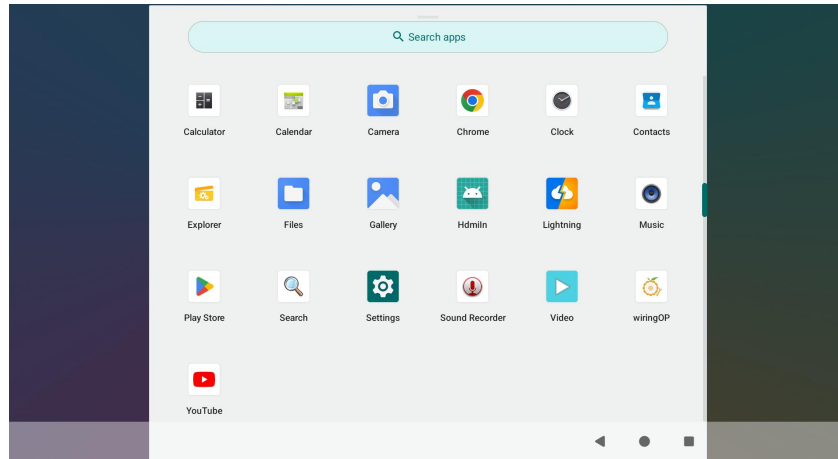 Search apps
Calculator Calendar Camera Chrome Clock Contacts
Explorer Files Gallery HdmiIn Lightning Music
Play Store Search Settings Sound Recorder Video wiringOP
YouTube